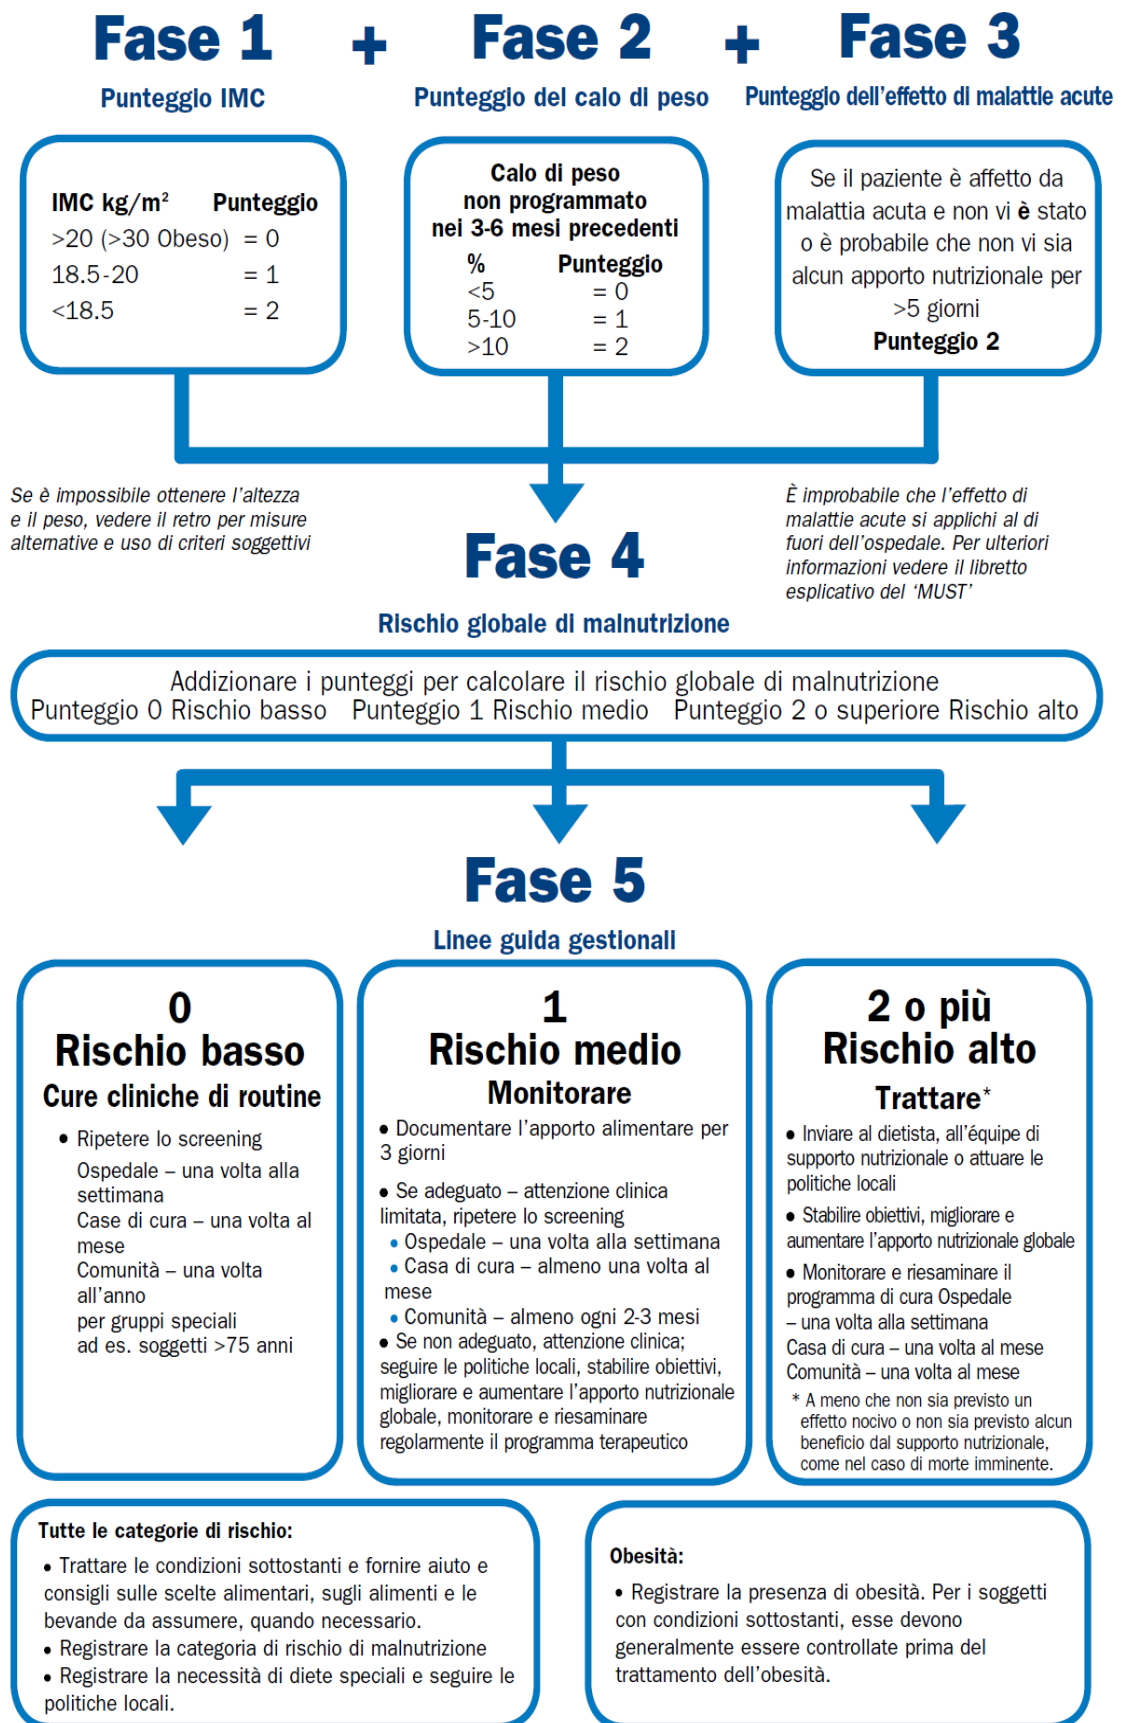 Fase 1 + Fase 2 + Fase 3
Punteggio IMC
Punteggio del calo di peso
Punteggio dell'effetto di malattie acute
IMC kg/m² Punteggio
>20 (>30 Obeso) = 0
18.5-20 = 1
<18.5 = 2
Calo di peso
non programmato
nei 3-6 mesi precedenti
% Punteggio
<5 = 0
5-10 = 1
>10 = 2
Se il paziente è affetto da
malattia acuta e non vi è stato
o è probabile che non vi sia
alcun apporto nutrizionale per
>5 giorni
Punteggio 2
Se è impossibile ottenere l'altezza
e il peso, vedere il retro per misure
alternative e uso di criteri soggettivi
È improbabile che l'effetto di
malattie acute si applichi al di
fuori dell'ospedale. Per ulteriori
informazioni vedere il libretto
esplicativo del 'MUST'
Fase 4
Rischio globale di malnutrizione
Addizionare i punteggi per calcolare il rischio globale di malnutrizione
Punteggio 0 Rischio basso Punteggio 1 Rischio medio Punteggio 2 o superiore Rischio alto
Fase 5
Linee guida gestionali
0
Rischio basso
Cure cliniche di routine
• Ripetere lo screening
Ospedale – una volta alla
settimana
Case di cura – una volta al
mese
Comunità – una volta
all'anno
per gruppi speciali
ad es. soggetti >75 anni
1
Rischio medio
Monitorare
• Documentare l'apporto alimentare per
3 giorni
• Se adeguato – attenzione clinica
limitata, ripetere lo screening
• Ospedale – una volta alla settimana
• Casa di cura – almeno una volta al
mese
• Comunità – almeno ogni 2-3 mesi
• Se non adeguato, attenzione clinica;
seguire le politiche locali, stabilire obiettivi,
migliorare e aumentare l'apporto nutrizionale
globale, monitorare e riesaminare
regolarmente il programma terapeutico
2 o più
Rischio alto
Trattare*
• Inviare al dietista, all'équipe di
supporto nutrizionale o attuare le
politiche locali
• Stabilire obiettivi, migliorare e
aumentare l'apporto nutrizionale globale
• Monitorare e riesaminare il
programma di cura Ospedale
– una volta alla settimana
Casa di cura – una volta al mese
Comunità – una volta al mese
* A meno che non sia previsto un
effetto nocivo o non sia previsto alcun
beneficio dal supporto nutrizionale,
come nel caso di morte imminente.
Tutte le categorie di rischio:
• Trattare le condizioni sottostanti e fornire aiuto e
consigli sulle scelte alimentari, sugli alimenti e le
bevande da assumere, quando necessario.
• Registrare la categoria di rischio di malnutrizione
• Registrare la necessità di diete speciali e seguire le
politiche locali.
Obesità:
• Registrare la presenza di obesità. Per i soggetti
con condizioni sottostanti, esse devono
generalmente essere controllate prima del
trattamento dell'obesità.